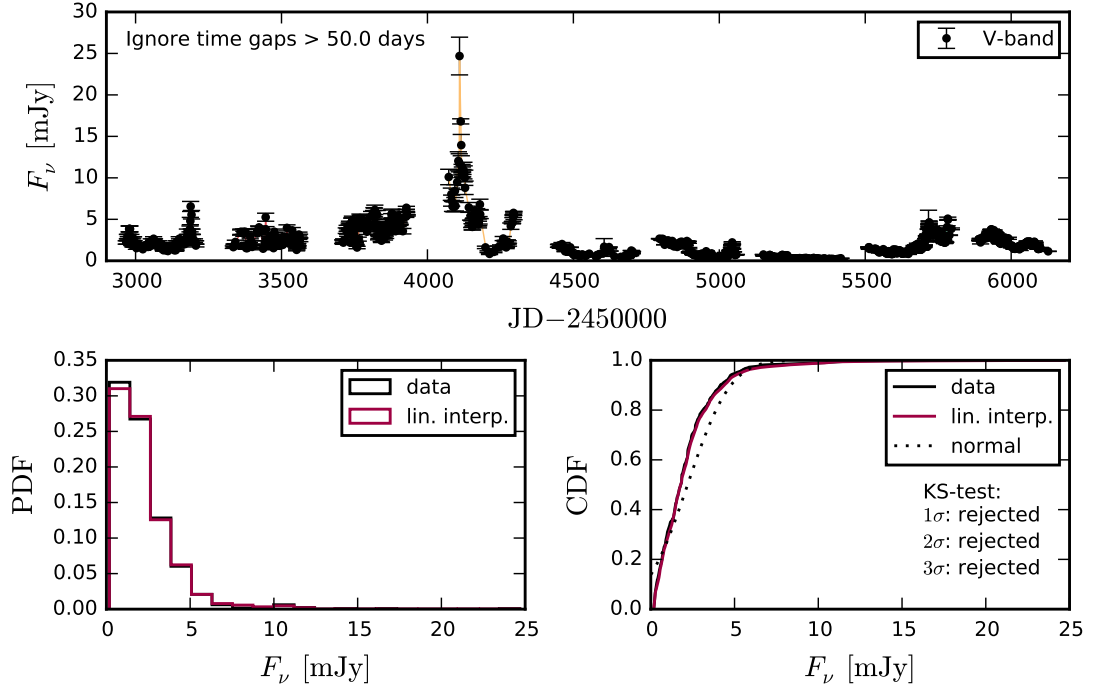 30
25
20
15
10
5
0
F_ν [mJy]
Ignore time gaps > 50.0 days
V-band
3000 3500 4000 4500 5000 5500 6000
JD−2450000
0.35
0.30
0.25
0.20
0.15
0.10
0.05
0.00
PDF
data
lin. interp.
0 5 10 15 20 25
F_ν [mJy]
1.0
0.8
0.6
0.4
0.2
0.0
CDF
data
lin. interp.
normal
KS-test:
1σ: rejected
2σ: rejected
3σ: rejected
0 5 10 15 20 25
F_ν [mJy]